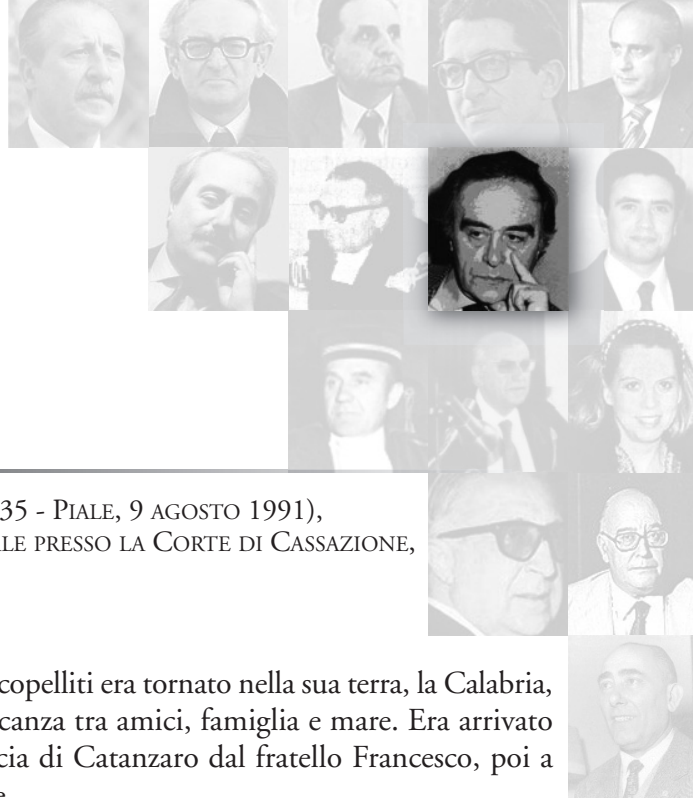 35 - Piale, 9 agosto 1991),
ale presso la Corte di Cassazione,
copelliti era tornato nella sua terra, la Calabria,
canza tra amici, famiglia e mare. Era arrivato
cia di Catanzaro dal fratello Francesco, poi a